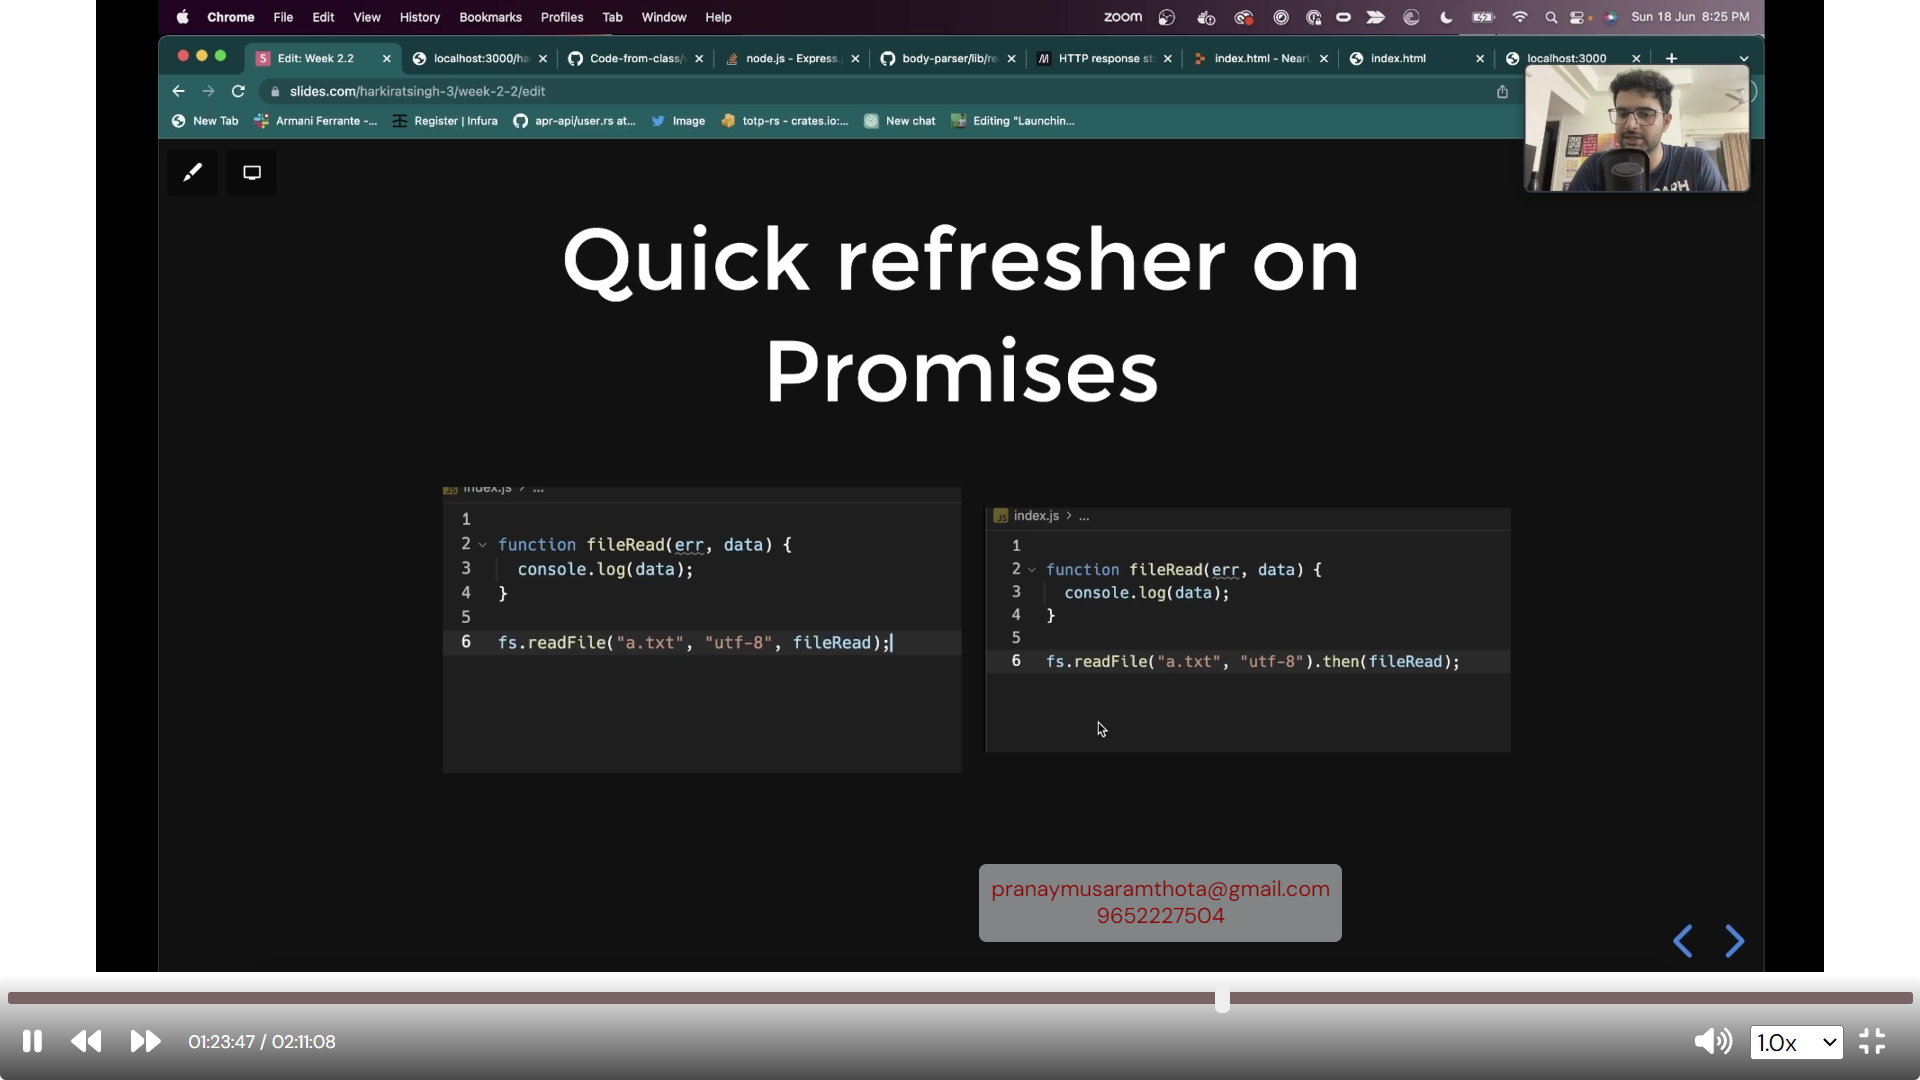 Chrome File Edit View History Bookmarks Profiles Tab Window Help zoom Sun 18 Jun 8:25 PM
Edit: Week 2.2 localhost:3000/ha Code-from-class/ node.js - Express. body-parser/lib/re HTTP response st index.html - Near index.html localhost:3000
slides.com/harkiratsingh-3/week-2-2/edit
New Tab Armani Ferrante -... Register | Infura apr-api/user.rs at... Image totp-rs - crates.io:... New chat Editing "Launchin...
Quick refresher on
Promises
JS index.js > ...
1
2 function fileRead(err, data) {
3 console.log(data);
4 }
5
6 fs.readFile("a.txt", "utf-8", fileRead);
JS index.js > ...
1
2 function fileRead(err, data) {
3 console.log(data);
4 }
5
6 fs.readFile("a.txt", "utf-8").then(fileRead);
pranaymusaramthota@gmail.com
9652227504
01:23:47 / 02:11:08 1.0x